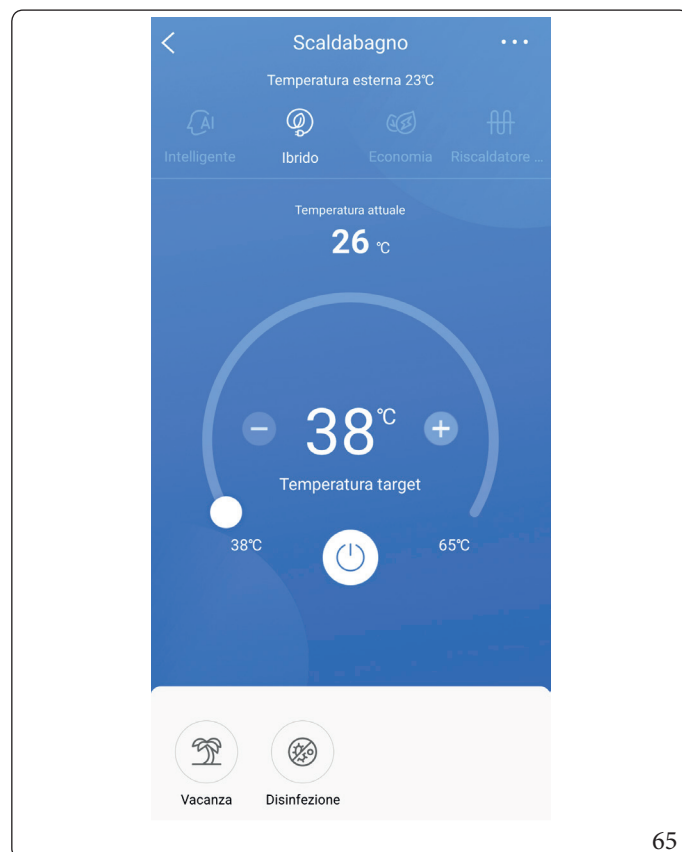 Scaldabagno
Temperatura esterna 23℃
AI
Intelligente Ibrido Economia Riscaldatore ...
Temperatura attuale
26 ℃
38℃
Temperatura target
38℃ 65℃
Vacanza Disinfezione
65